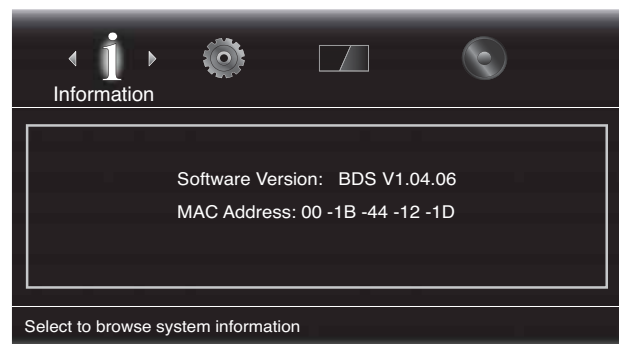 Information
Software Version: BDS V1.04.06
MAC Address: 00 -1B -44 -12 -1D
Select to browse system information